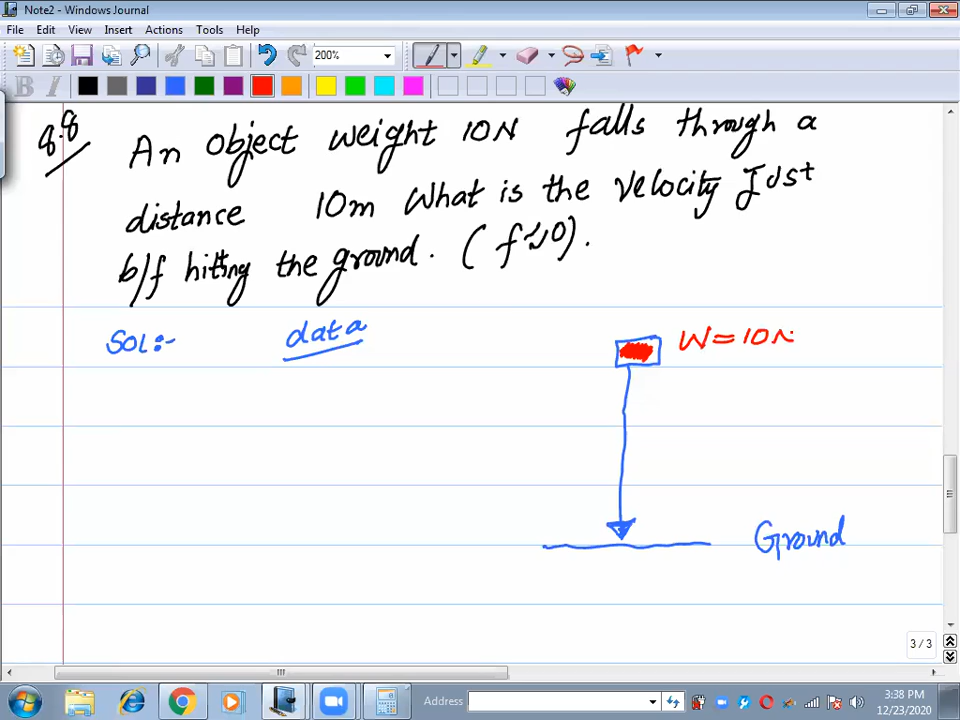 Note2 - Windows Journal
File Edit View Insert Actions Tools Help
200%
B I
8.8 An object weight 10N falls through a
distance 10m What is the velocity Just
b/f hitting the ground. (f≈0).
Sol:- data
W=10N
Ground
3/3
Address
3:38 PM
12/23/2020